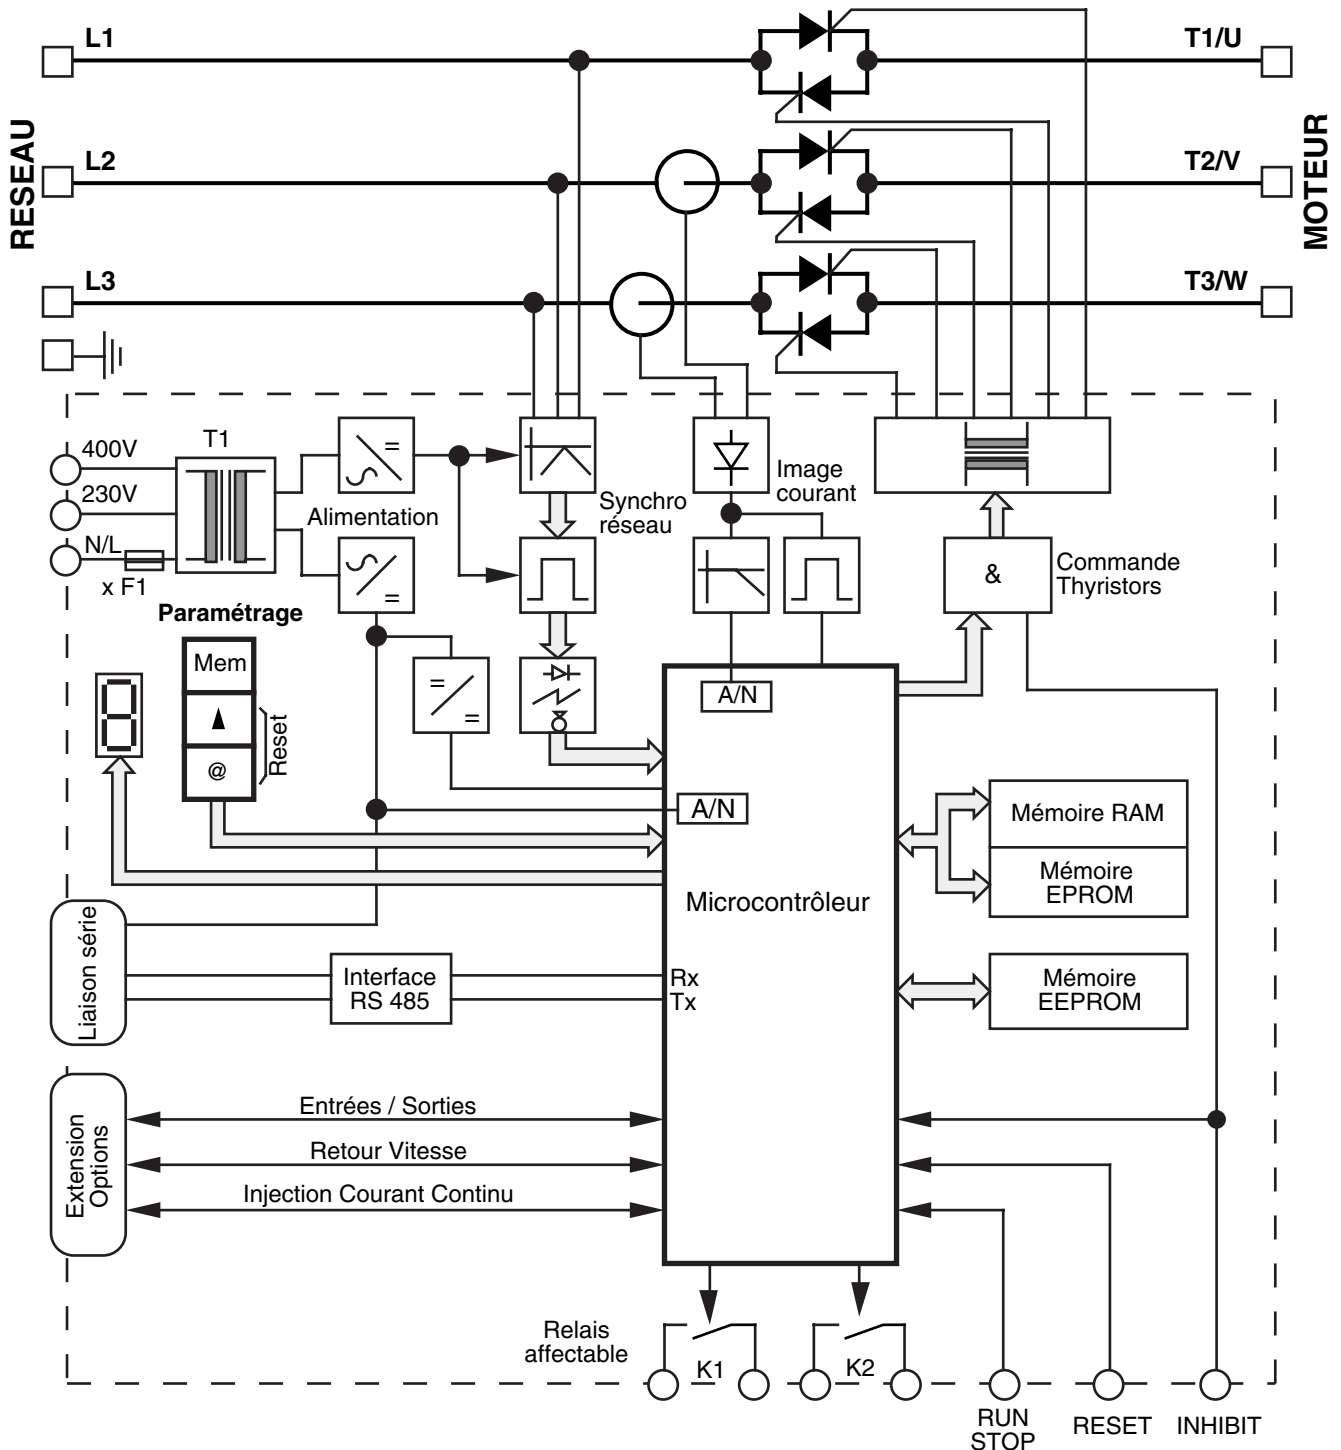 L1
T1/U
RESEAU
L2
T2/V
MOTEUR
L3
T3/W
400V
T1
230V
Alimentation
N/L
x F1
Synchro
réseau
Image
courant
&
Commande
Thyristors
Paramétrage
Mem
@
Reset
=
=
=
=
A/N
A/N
Mémoire RAM
Mémoire
EPROM
Microcontrôleur
Liaison série
Interface
RS 485
Rx
Tx
Mémoire
EEPROM
Extension
Options
Entrées / Sorties
Retour Vitesse
Injection Courant Continu
Relais
affectable
K1
K2
RUN
STOP
RESET
INHIBIT